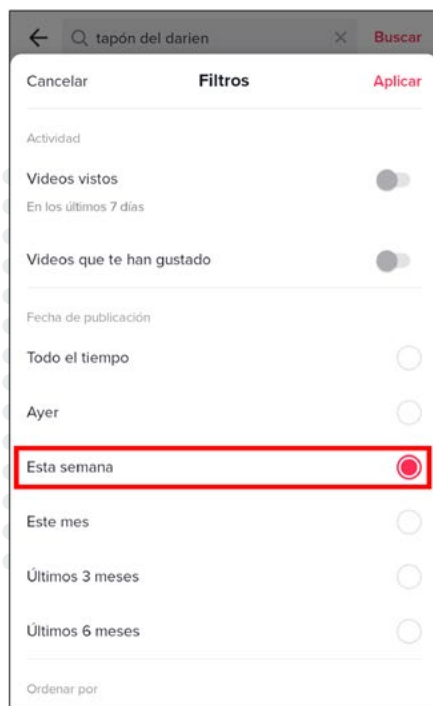 tapón del darien
Buscar
Cancelar
Filtros
Aplicar
Actividad
Videos vistos
En los últimos 7 días
Videos que te han gustado
Fecha de publicación
Todo el tiempo
Ayer
Esta semana
Este mes
Últimos 3 meses
Últimos 6 meses
Ordenar por